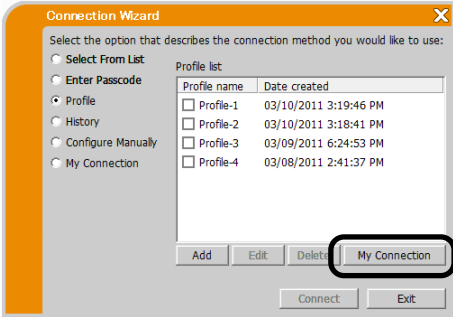 Connection Wizard
Select the option that describes the connection method you would like to use:
Select From List
Enter Passcode
Profile
History
Configure Manually
My Connection
Profile list
Profile name Date created
Profile-1 03/10/2011 3:19:46 PM
Profile-2 03/10/2011 3:18:41 PM
Profile-3 03/09/2011 6:24:53 PM
Profile-4 03/08/2011 2:41:37 PM
Add Edit Delete My Connection
Connect Exit